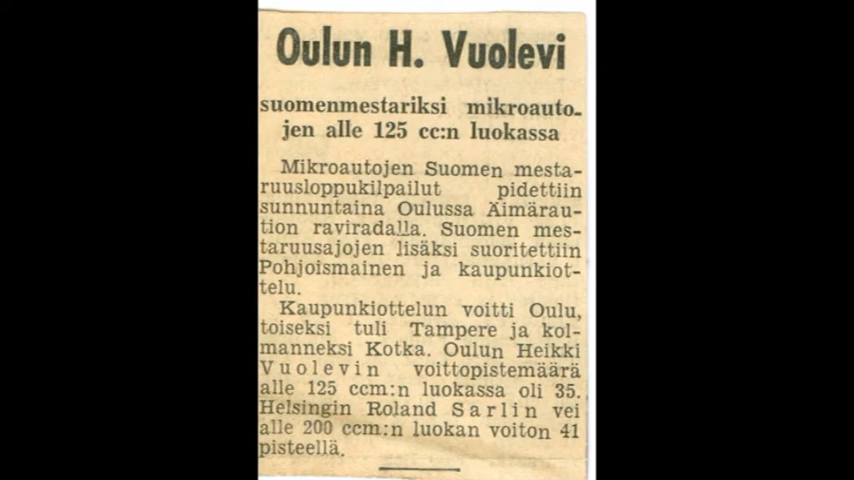 Oulun H. Vuolevi
suomenmestariksi mikroauto-
jen alle 125 cc:n luokassa
Mikroautojen Suomen mesta-
ruusloppukilpailut pidettiin
sunnuntaina Oulussa Äimärau-
tion raviradalla. Suomen mes-
taruusajojen lisäksi suoritettiin
Pohjoismainen ja kaupunkiot-
telu.
Kaupunkiottelun voitti Oulu,
toiseksi tuli Tampere ja kol-
manneksi Kotka. Oulun Heikki
Vuolevin voittopistemäärä
alle 125 ccm:n luokassa oli 35.
Helsingin Roland Sarlin vei
alle 200 ccm:n luokan voiton 41
pisteellä.